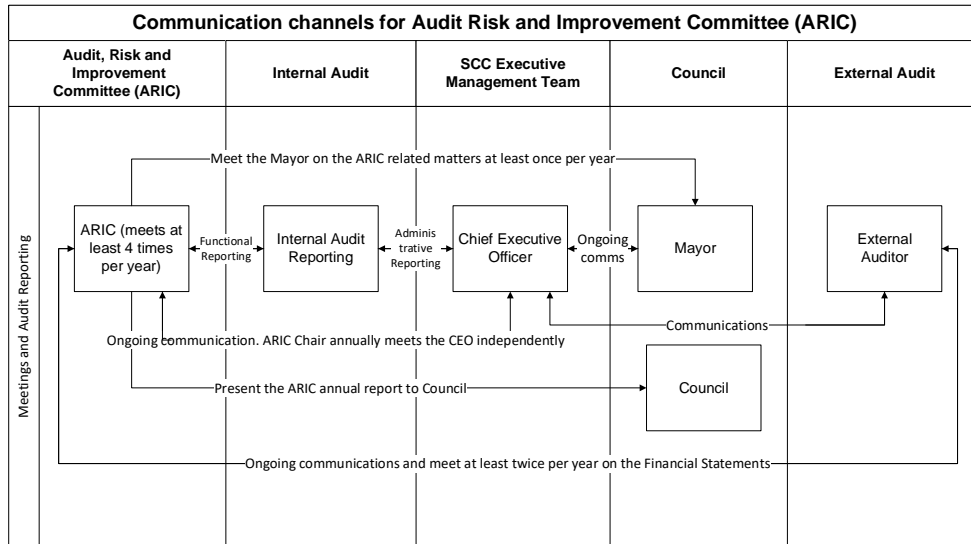 Communication channels for Audit Risk and Improvement Committee (ARIC)
Audit, Risk and
Improvement
Committee (ARIC)
Internal Audit
SCC Executive
Management Team
Council
External Audit
Meetings and Audit Reporting
Meet the Mayor on the ARIC related matters at least once per year
ARIC (meets at
least 4 times
per year)
Functional
Reporting
Internal Audit
Reporting
Adminis
trative
Reporting
Chief Executive
Officer
Ongoing
comms
Mayor
External
Auditor
Communications
Ongoing communication. ARIC Chair annually meets the CEO independently
Present the ARIC annual report to Council
Council
Ongoing communications and meet at least twice per year on the Financial Statements